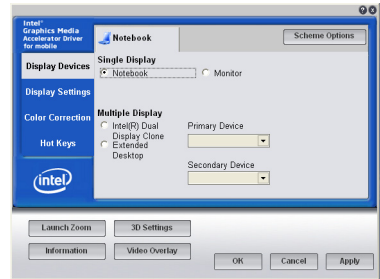 Intel®
Graphics Media
Accelerator Driver
for mobile
Notebook
Scheme Options
Display Devices
Display Settings
Color Correction
Hot Keys
intel
Single Display
Notebook
Monitor
Multiple Display
Intel(R) Dual
Display Clone
Extended
Desktop
Primary Device
Secondary Device
Launch Zoom
3D Settings
Information
Video Overlay
OK
Cancel
Apply